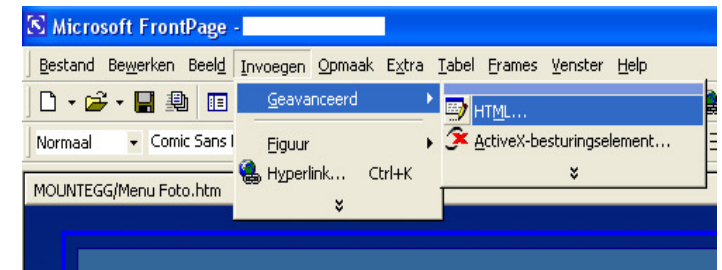 Microsoft FrontPage -
Bestand Bewerken Beeld Invoegen Opmaak Extra Tabel Frames Venster Help
Geavanceerd
HTML...
Normaal Comic Sans
Figuur
ActiveX-besturingselement...
Hyperlink... Ctrl+K
MOUNTEGG/Menu Foto.htm